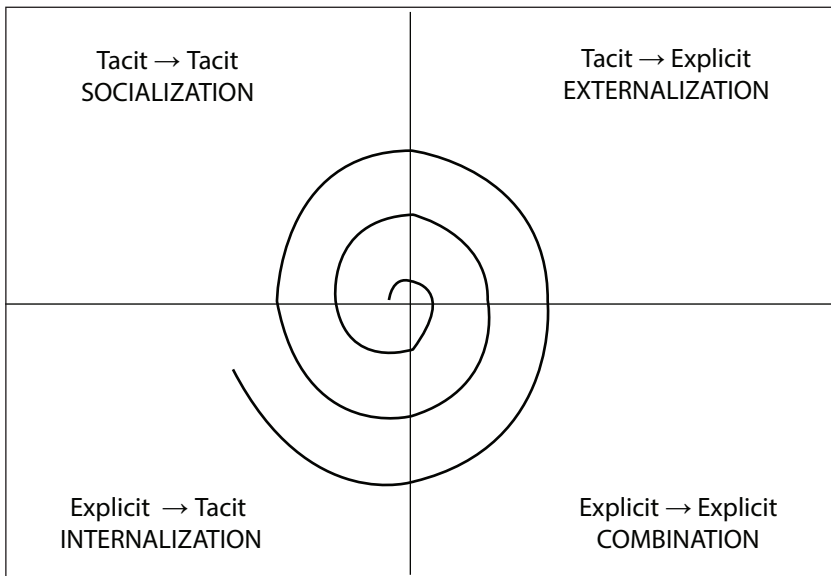 Tacit → Tacit
SOCIALIZATION
Tacit → Explicit
EXTERNALIZATION
Explicit → Tacit
INTERNALIZATION
Explicit → Explicit
COMBINATION